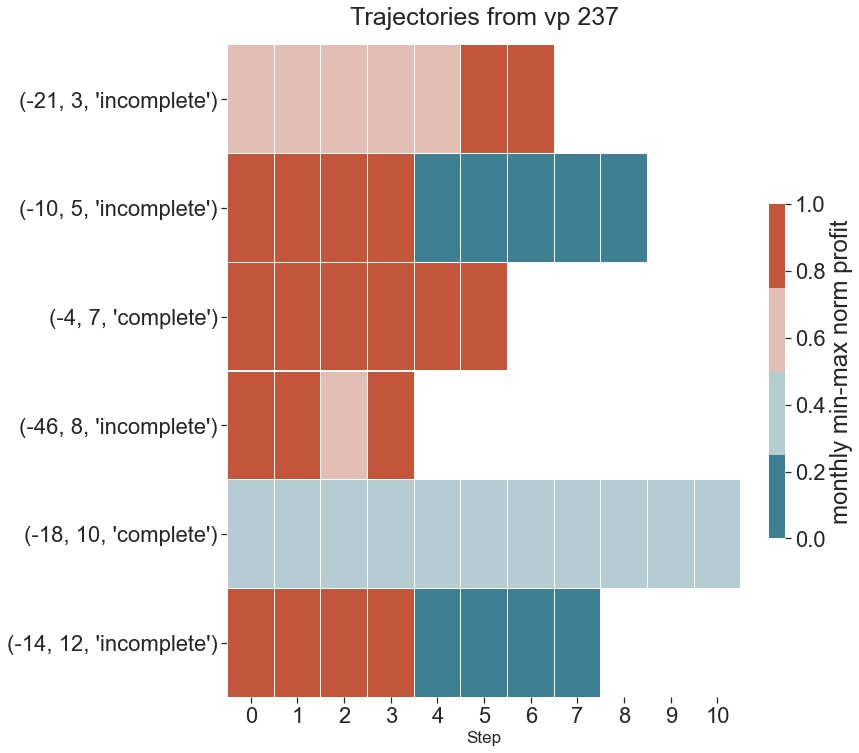 Trajectories from vp 237
(-21, 3, 'incomplete')
(-10, 5, 'incomplete')
(-4, 7, 'complete')
(-46, 8, 'incomplete')
(-18, 10, 'complete')
(-14, 12, 'incomplete')
0 1 2 3 4 5 6 7 8 9 10
Step
1.0
0.8
0.6
0.4
0.2
0.0
monthly min-max norm profit